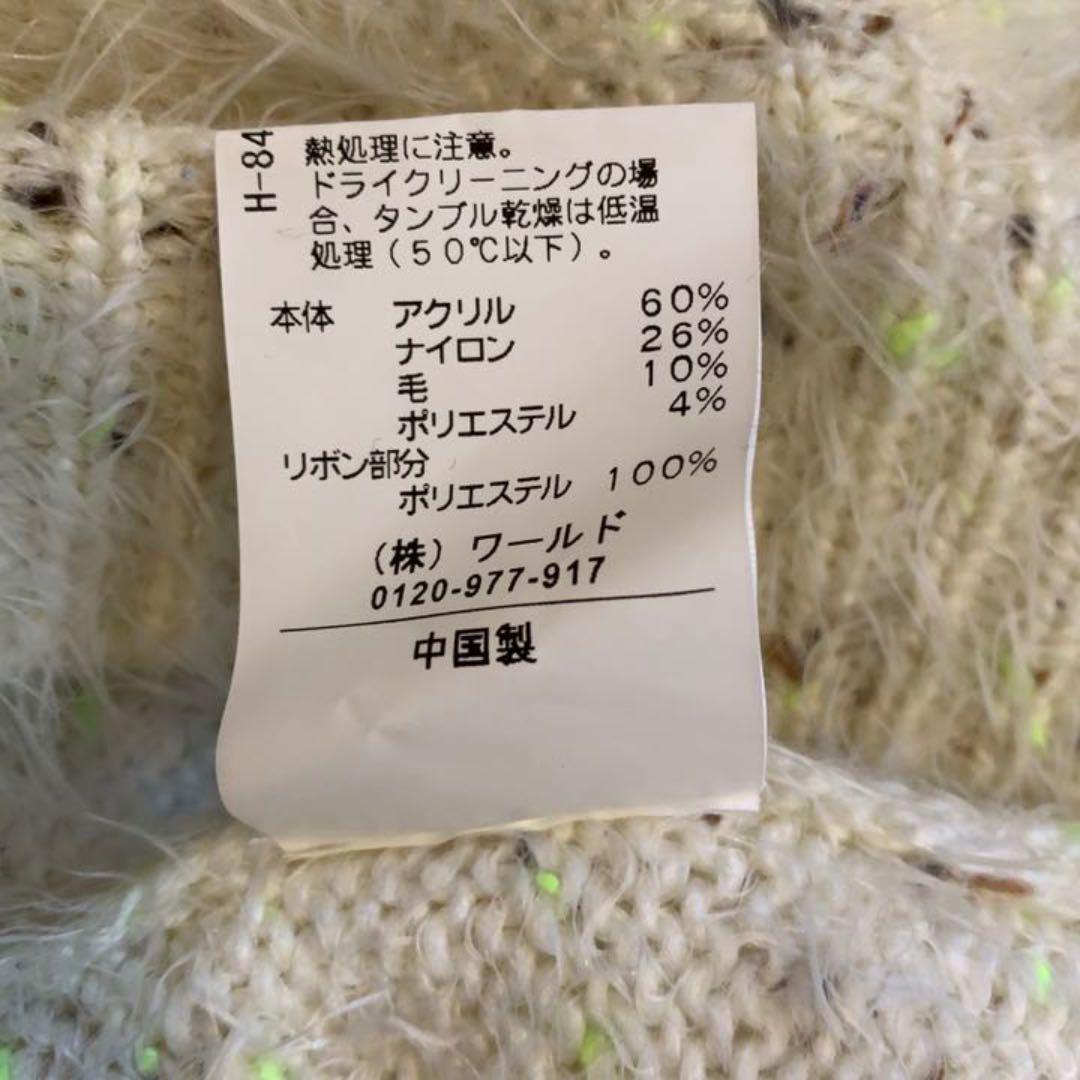 H-84
熱処理に注意。
ドライクリーニングの場
合、タンブル乾燥は低温
処理（５０℃以下）。
本体 アクリル 60%
ナイロン 26%
毛 10%
ポリエステル 4%
リボン部分
ポリエステル 100%
（株）ワールド
0120-977-917
中国製